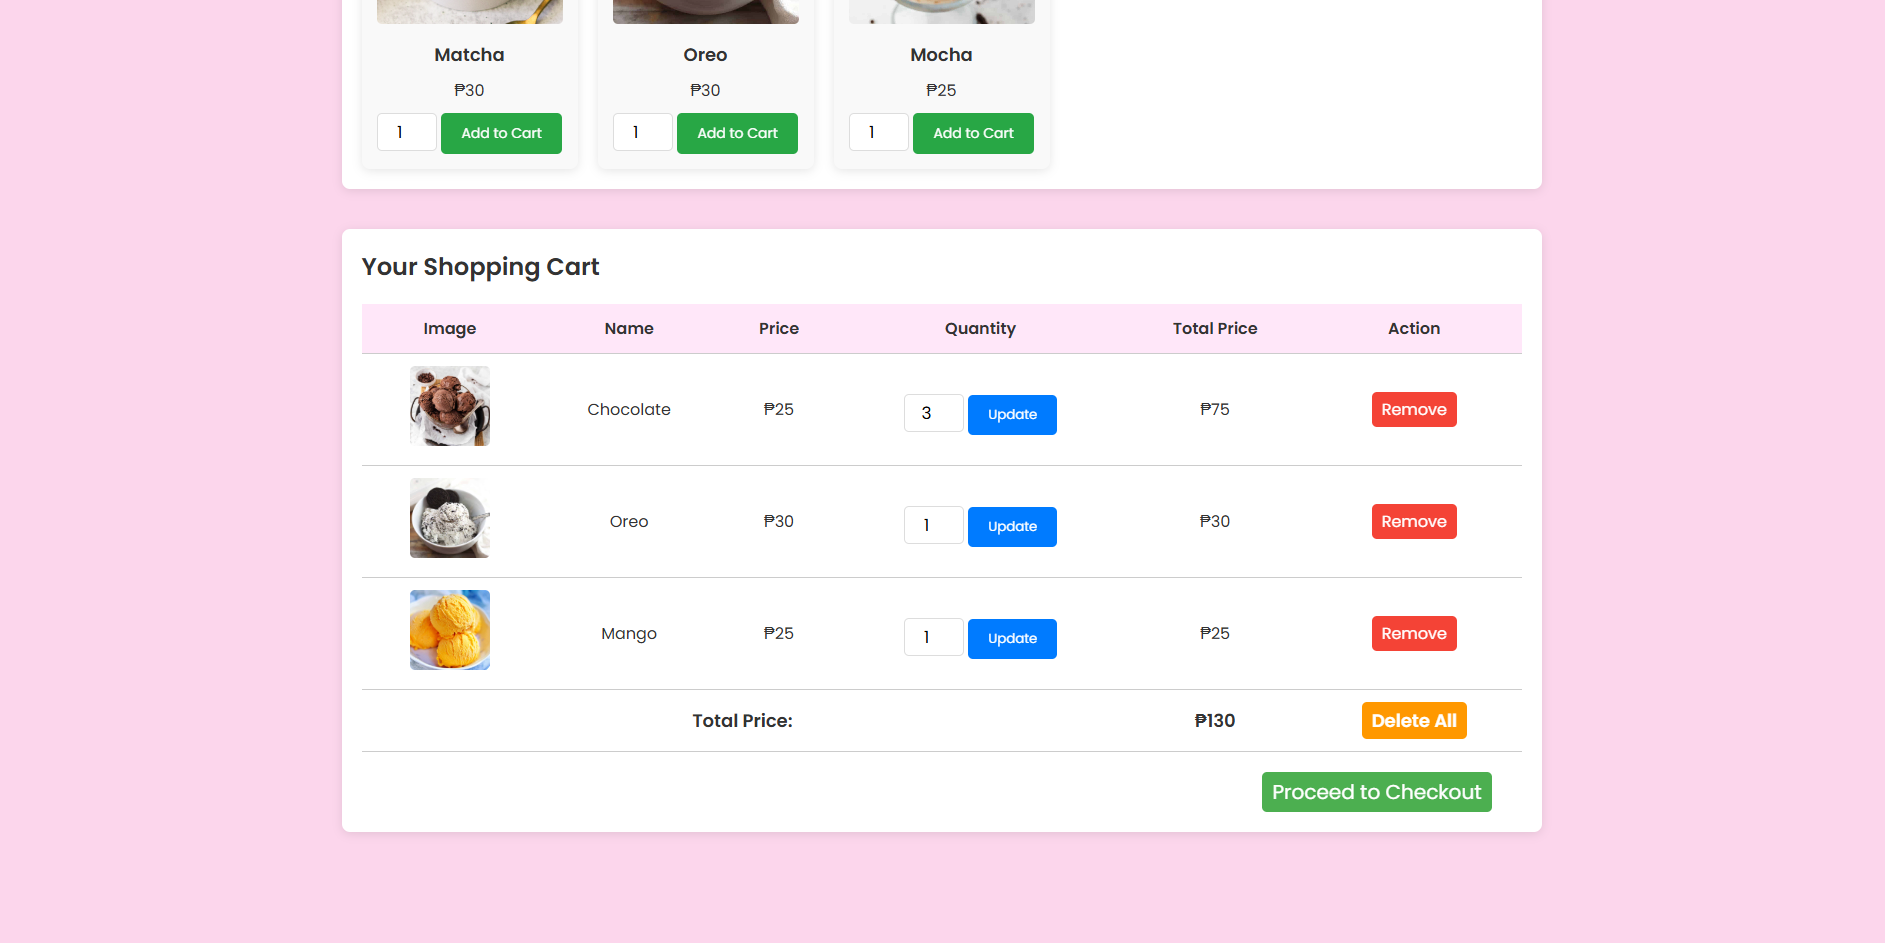 Matcha Oreo Mocha
₱30 ₱30 ₱25
1 Add to Cart 1 Add to Cart 1 Add to Cart
Your Shopping Cart
Image Name Price Quantity Total Price Action
Chocolate ₱25 3 Update ₱75 Remove
Oreo ₱30 1 Update ₱30 Remove
Mango ₱25 1 Update ₱25 Remove
Total Price: ₱130 Delete All
Proceed to Checkout